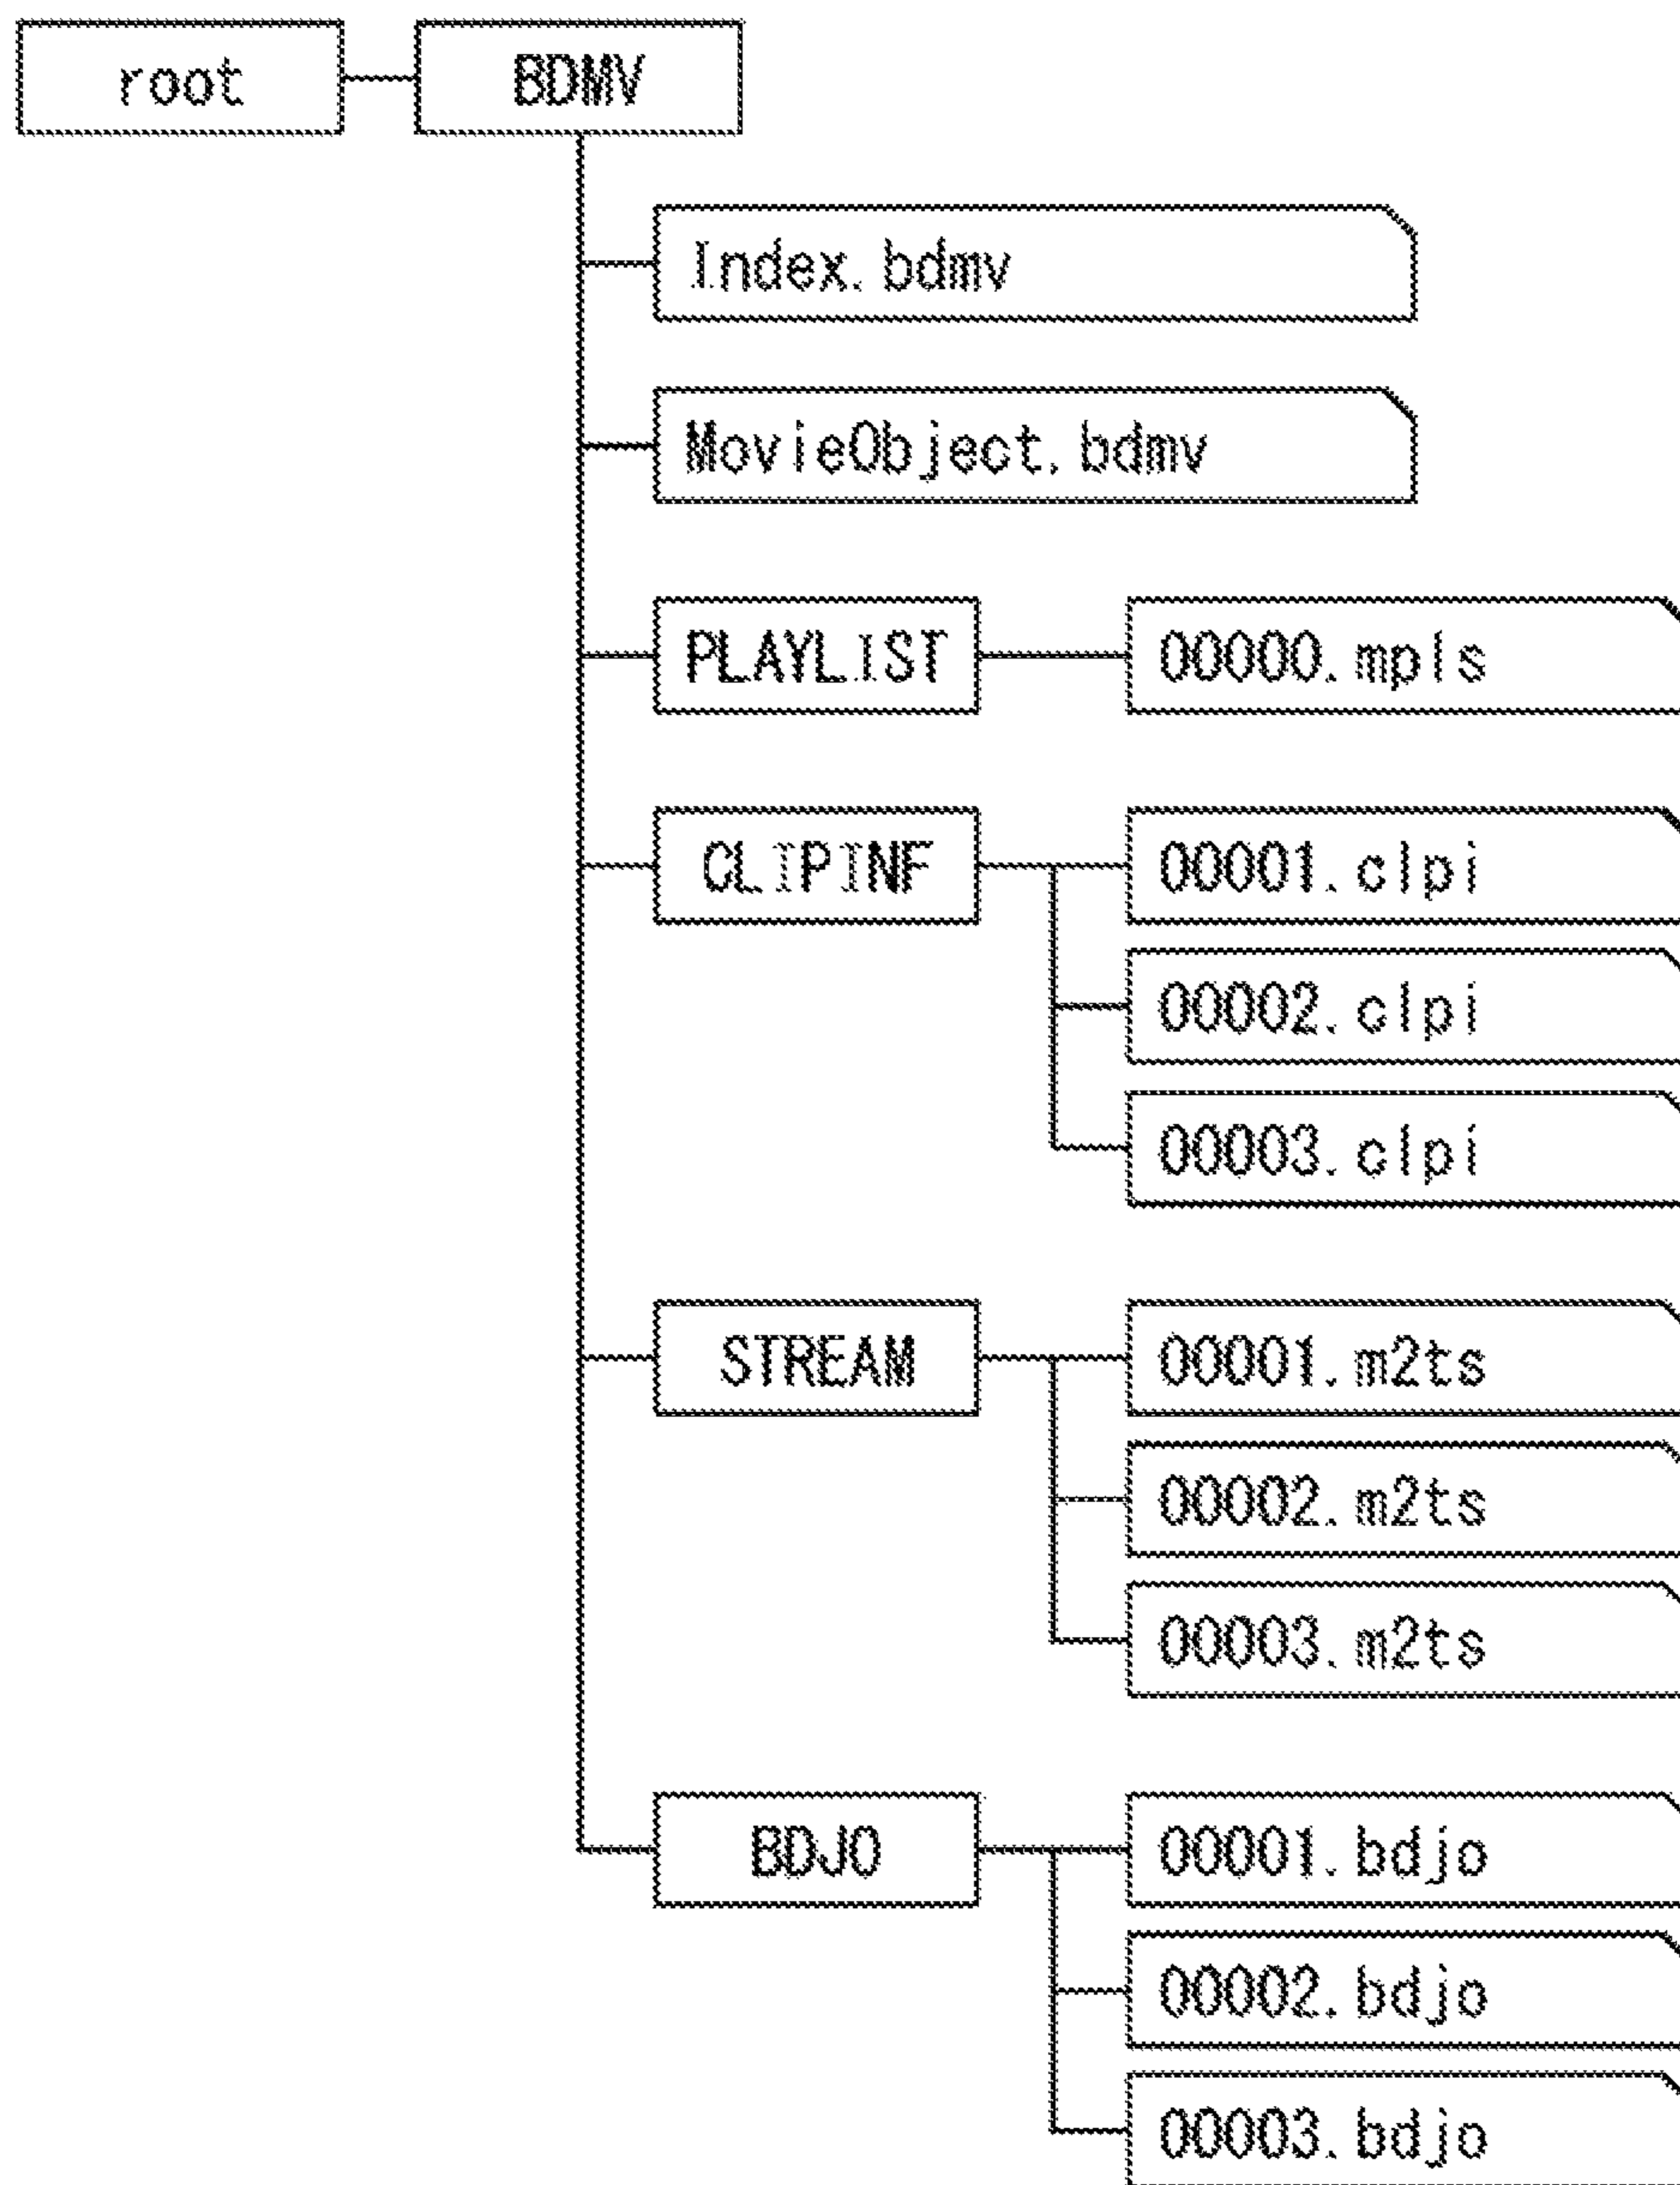 root BDMV
Index.bdmv
MovieObject.bdmv
PLAYLIST 00000.mpls
CLIPINF 00001.clpi
00002.clpi
00003.clpi
STREAM 00001.m2ts
00002.m2ts
00003.m2ts
BDJO 00001.bdjo
00002.bdjo
00003.bdjo